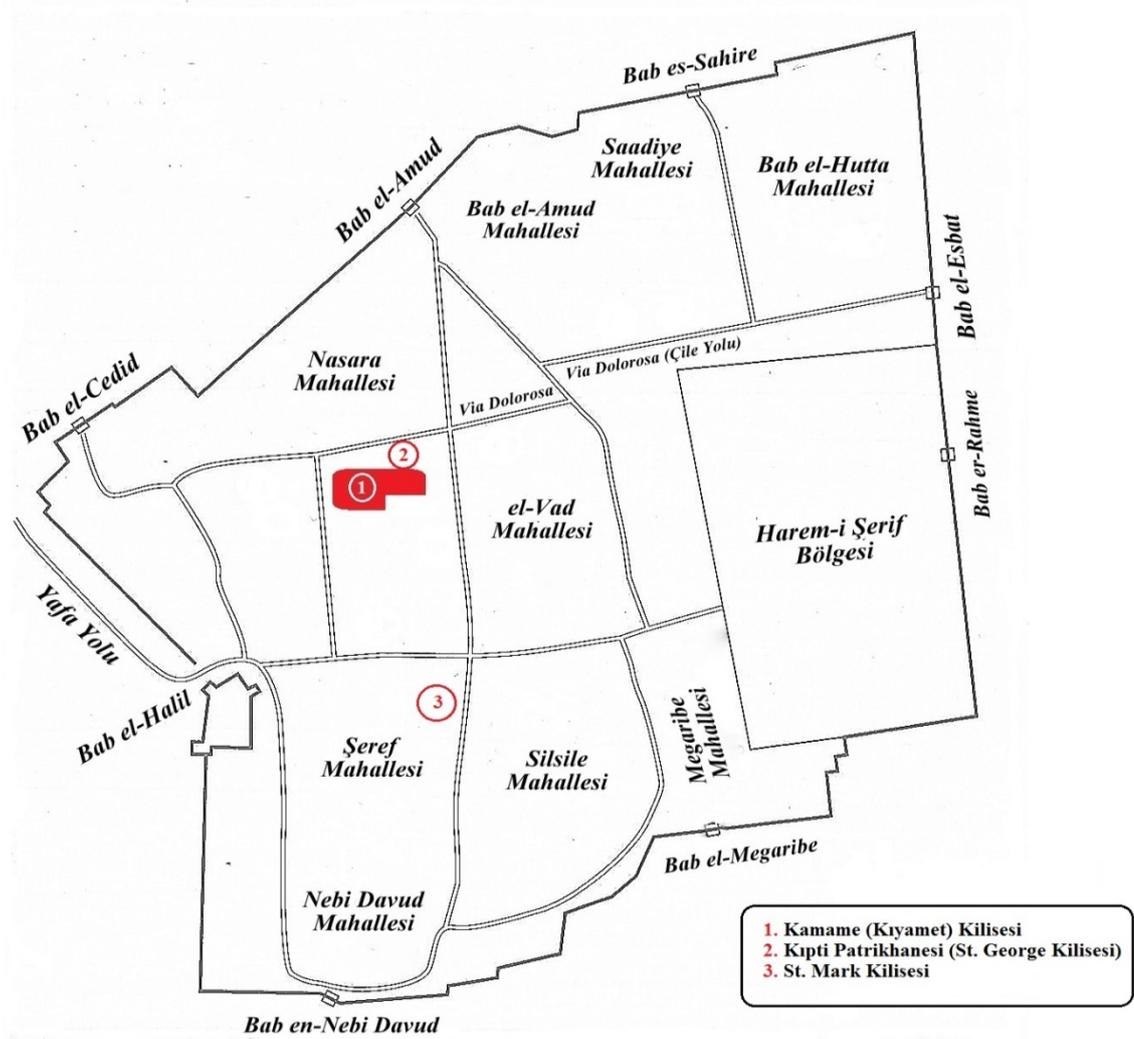 Bab es-Sahire
Saadiye
Mahallesi
Bab el-Hutta
Mahallesi
Bab el-Amud
Bab el-Amud
Mahallesi
Bab el-Esbat
Via Dolorosa (Çile Yolu)
Nasara
Mahallesi
Via Dolorosa
Bab el-Cedid
Bab er-Rahme
2
1
el-Vad
Mahallesi
Harem-i Şerif
Bölgesi
Yafa Yolu
Bab el-Halil
3
Şeref
Mahallesi
Silsile
Mahallesi
Megaribe
Mahallesi
Bab el-Megaribe
Nebi Davud
Mahallesi
Bab en-Nebi Davud
1. Kamame (Kıyamet) Kilisesi
2. Kıpti Patrikhanesi (St. George Kilisesi)
3. St. Mark Kilisesi